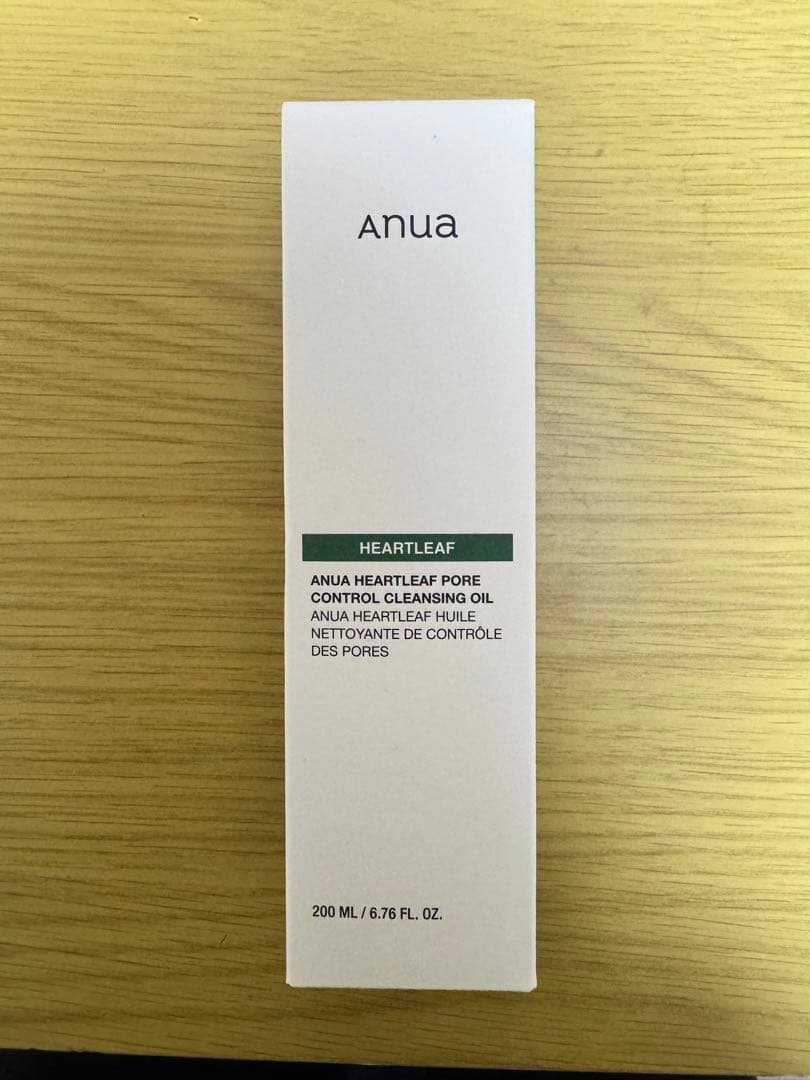 Anua
HEARTLEAF
ANUA HEARTLEAF PORE
CONTROL CLEANSING OIL
ANUA HEARTLEAF HUILE
NETTOYANTE DE CONTRÔLE
DES PORES
200 ML / 6.76 FL. OZ.